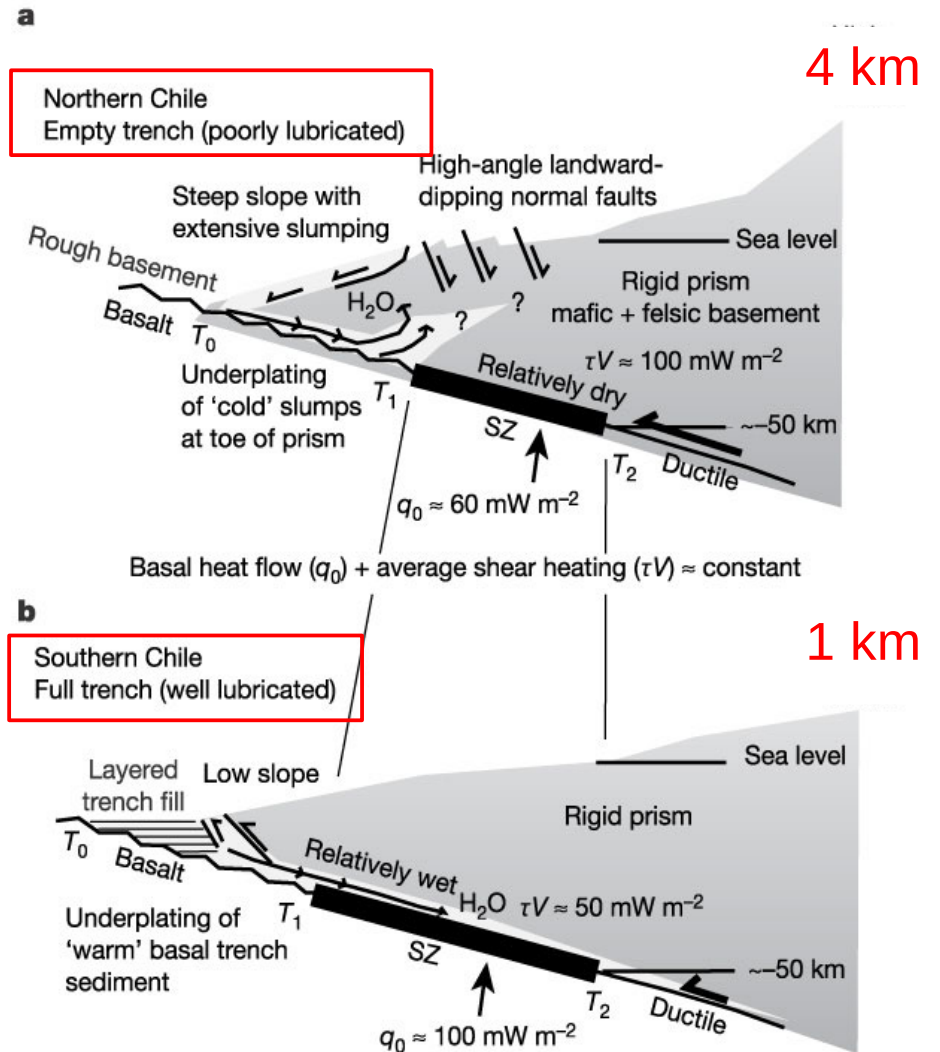 a
4 km
Northern Chile
Empty trench (poorly lubricated)
High-angle landward-
dipping normal faults
Steep slope with
extensive slumping
Rough basement
Sea level
H2O
?
?
Rigid prism
mafic + felsic basement
Basalt
T0
τV ≈ 100 mW m–2
Underplating
of ‘cold’ slumps
at toe of prism
T1
Relatively dry
SZ
~–50 km
T2
Ductile
q0 ≈ 60 mW m–2
Basal heat flow (q0) + average shear heating (τV) ≈ constant
b
1 km
Southern Chile
Full trench (well lubricated)
Sea level
Layered
trench fill
Low slope
Rigid prism
T0
Basalt
Relatively wet
H2O
τV ≈ 50 mW m–2
T1
Underplating of
‘warm’ basal trench
sediment
SZ
~–50 km
T2
Ductile
q0 ≈ 100 mW m–2